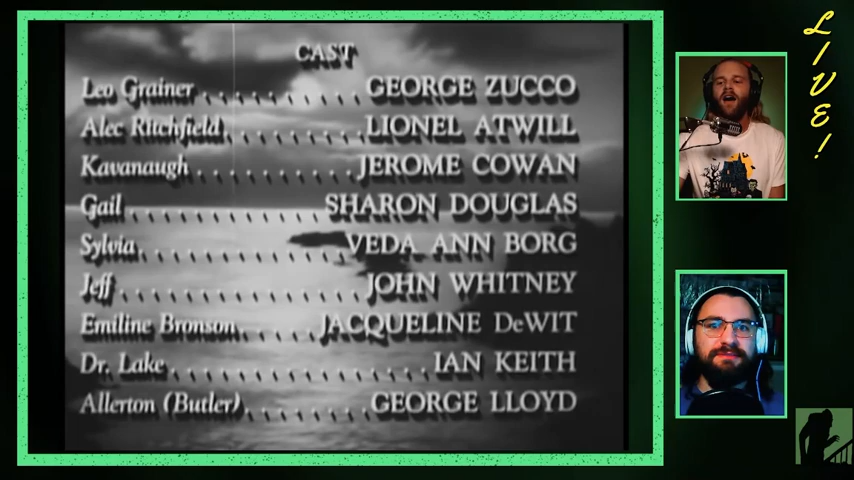 CAST
Leo Grainer . . . . . . . . . . . GEORGE ZUCCO
Alec Ritchfield . . . . . . . . . LIONEL ATWILL
Kavanaugh . . . . . . . . . . JEROME COWAN
Gail . . . . . . . . . . . . . SHARON DOUGLAS
Sylvia . . . . . . . . . . . . . VEDA ANN BORG
Jeff . . . . . . . . . . . . . . . JOHN WHITNEY
Emiline Bronson . . . . . JACQUELINE DeWIT
Dr. Lake . . . . . . . . . . . . . . . . IAN KEITH
Allerton (Butler) . . . . . . . GEORGE LLOYD
LIVE!